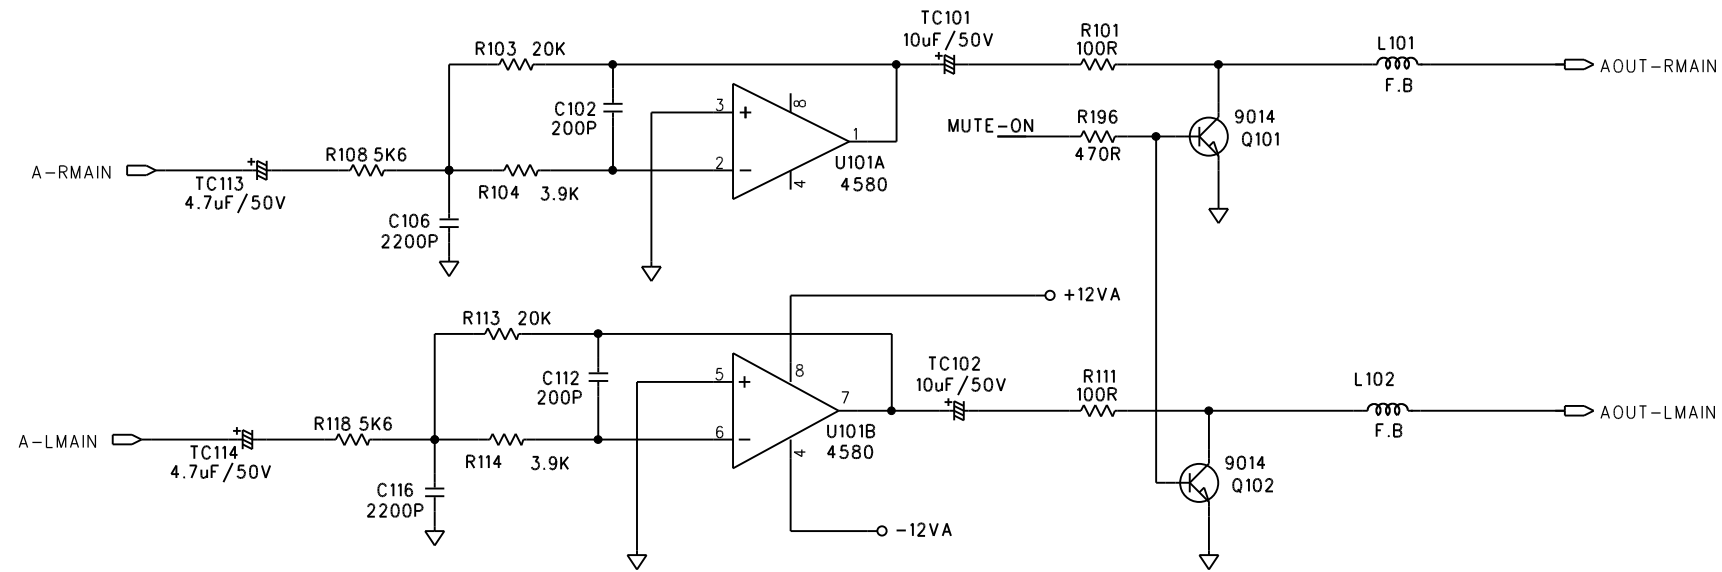 TC101
10uF/50V
R101
100R
L101
F.B
AOUT-RMAIN
R103 20K
C102
200P
3
2
8
4
1
U101A
4580
MUTE-ON
R196
470R
9014
Q101
A-RMAIN
TC113
4.7uF/50V
R108 5K6
R104 3.9K
C106
2200P
+12VA
R113 20K
C112
200P
5
6
8
4
7
U101B
4580
TC102
10uF/50V
R111
100R
L102
F.B
AOUT-LMAIN
A-LMAIN
TC114
4.7uF/50V
R118 5K6
R114 3.9K
C116
2200P
9014
Q102
-12VA